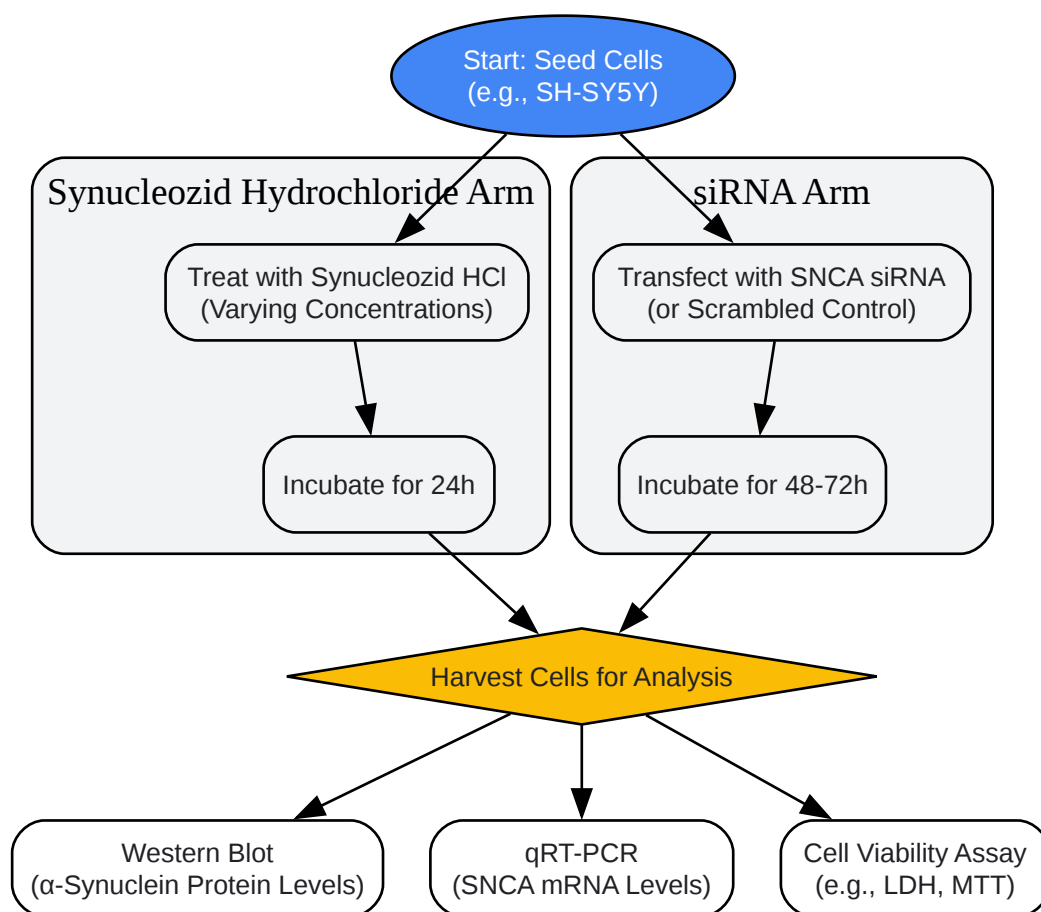 Start: Seed Cells
(e.g., SH-SY5Y)
Synucleozid Hydrochloride Arm
siRNA Arm
Treat with Synucleozid HCl
(Varying Concentrations)
Transfect with SNCA siRNA
(or Scrambled Control)
Incubate for 24h
Incubate for 48-72h
Harvest Cells for Analysis
Western Blot
(α-Synuclein Protein Levels)
qRT-PCR
(SNCA mRNA Levels)
Cell Viability Assay
(e.g., LDH, MTT)